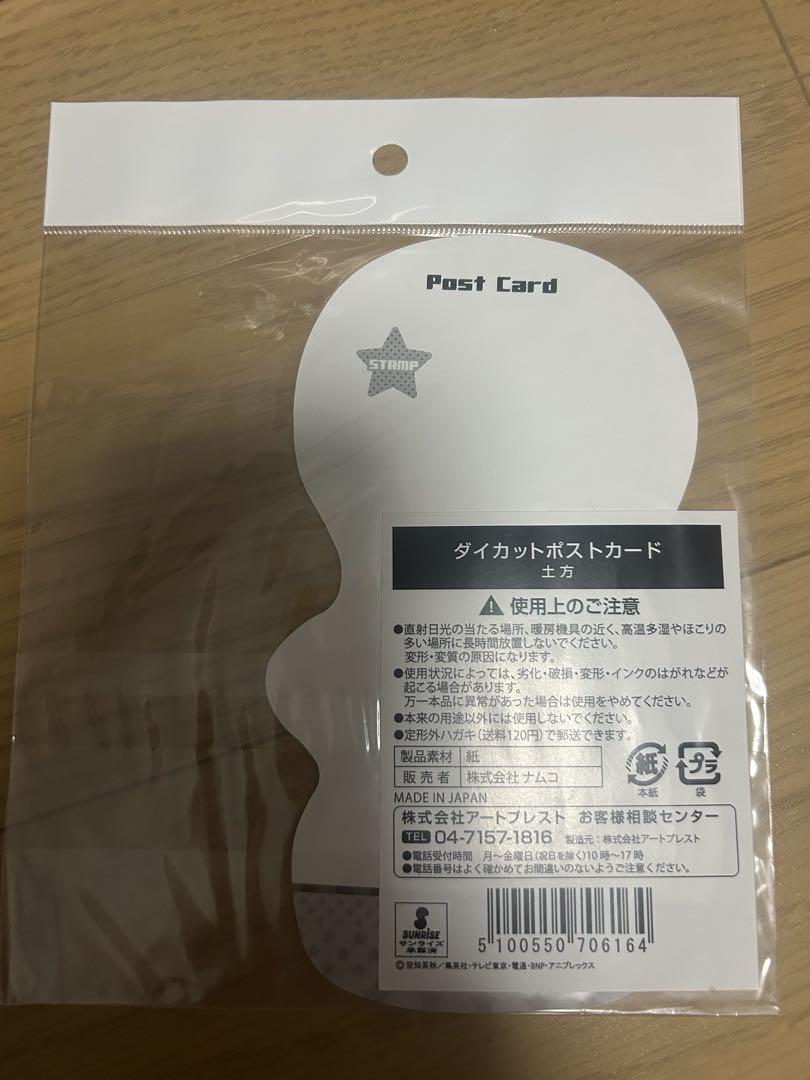 Post Card
STAMP
ダイカットポストカード
土方
使用上のご注意
●直射日光の当たる場所、暖房機具の近く、高温多湿やほこりの
多い場所に長時間放置しないでください。
変形・変質の原因になります。
●使用状況によっては、劣化・破損・変形・インクのはがれなどが
起こる場合があります。
万一本品に異常があった場合は使用をやめてください。
●本来の用途以外には使用しないでください。
●定形外ハガキ(送料120円)で郵送できます。
製品素材 紙
販売者 株式会社ナムコ
紙 プラ
本紙 袋
MADE IN JAPAN
株式会社アートプレスト お客様相談センター
TEL 04-7157-1816 製造元:株式会社アートプレスト
●電話受付時間 月〜金曜日(祝日を除く)10時〜17時
●電話番号はよく確かめてお間違いのないようご注意ください。
SUNRISE
サンライズ
承認済
5 100550 706164
©空知英秋/集英社・テレビ東京・電通・BNP・アニプレックス